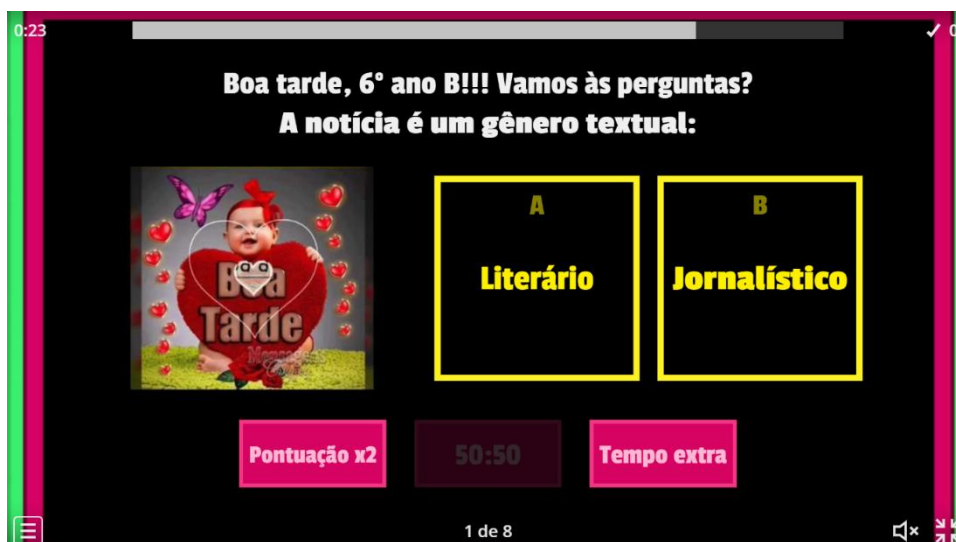 0:23
Boa tarde, 6º ano B!!! Vamos às perguntas?
A notícia é um gênero textual:
Boa
Tarde
A
Literário
B
Jornalístico
Pontuação x2
50:50
Tempo extra
1 de 8